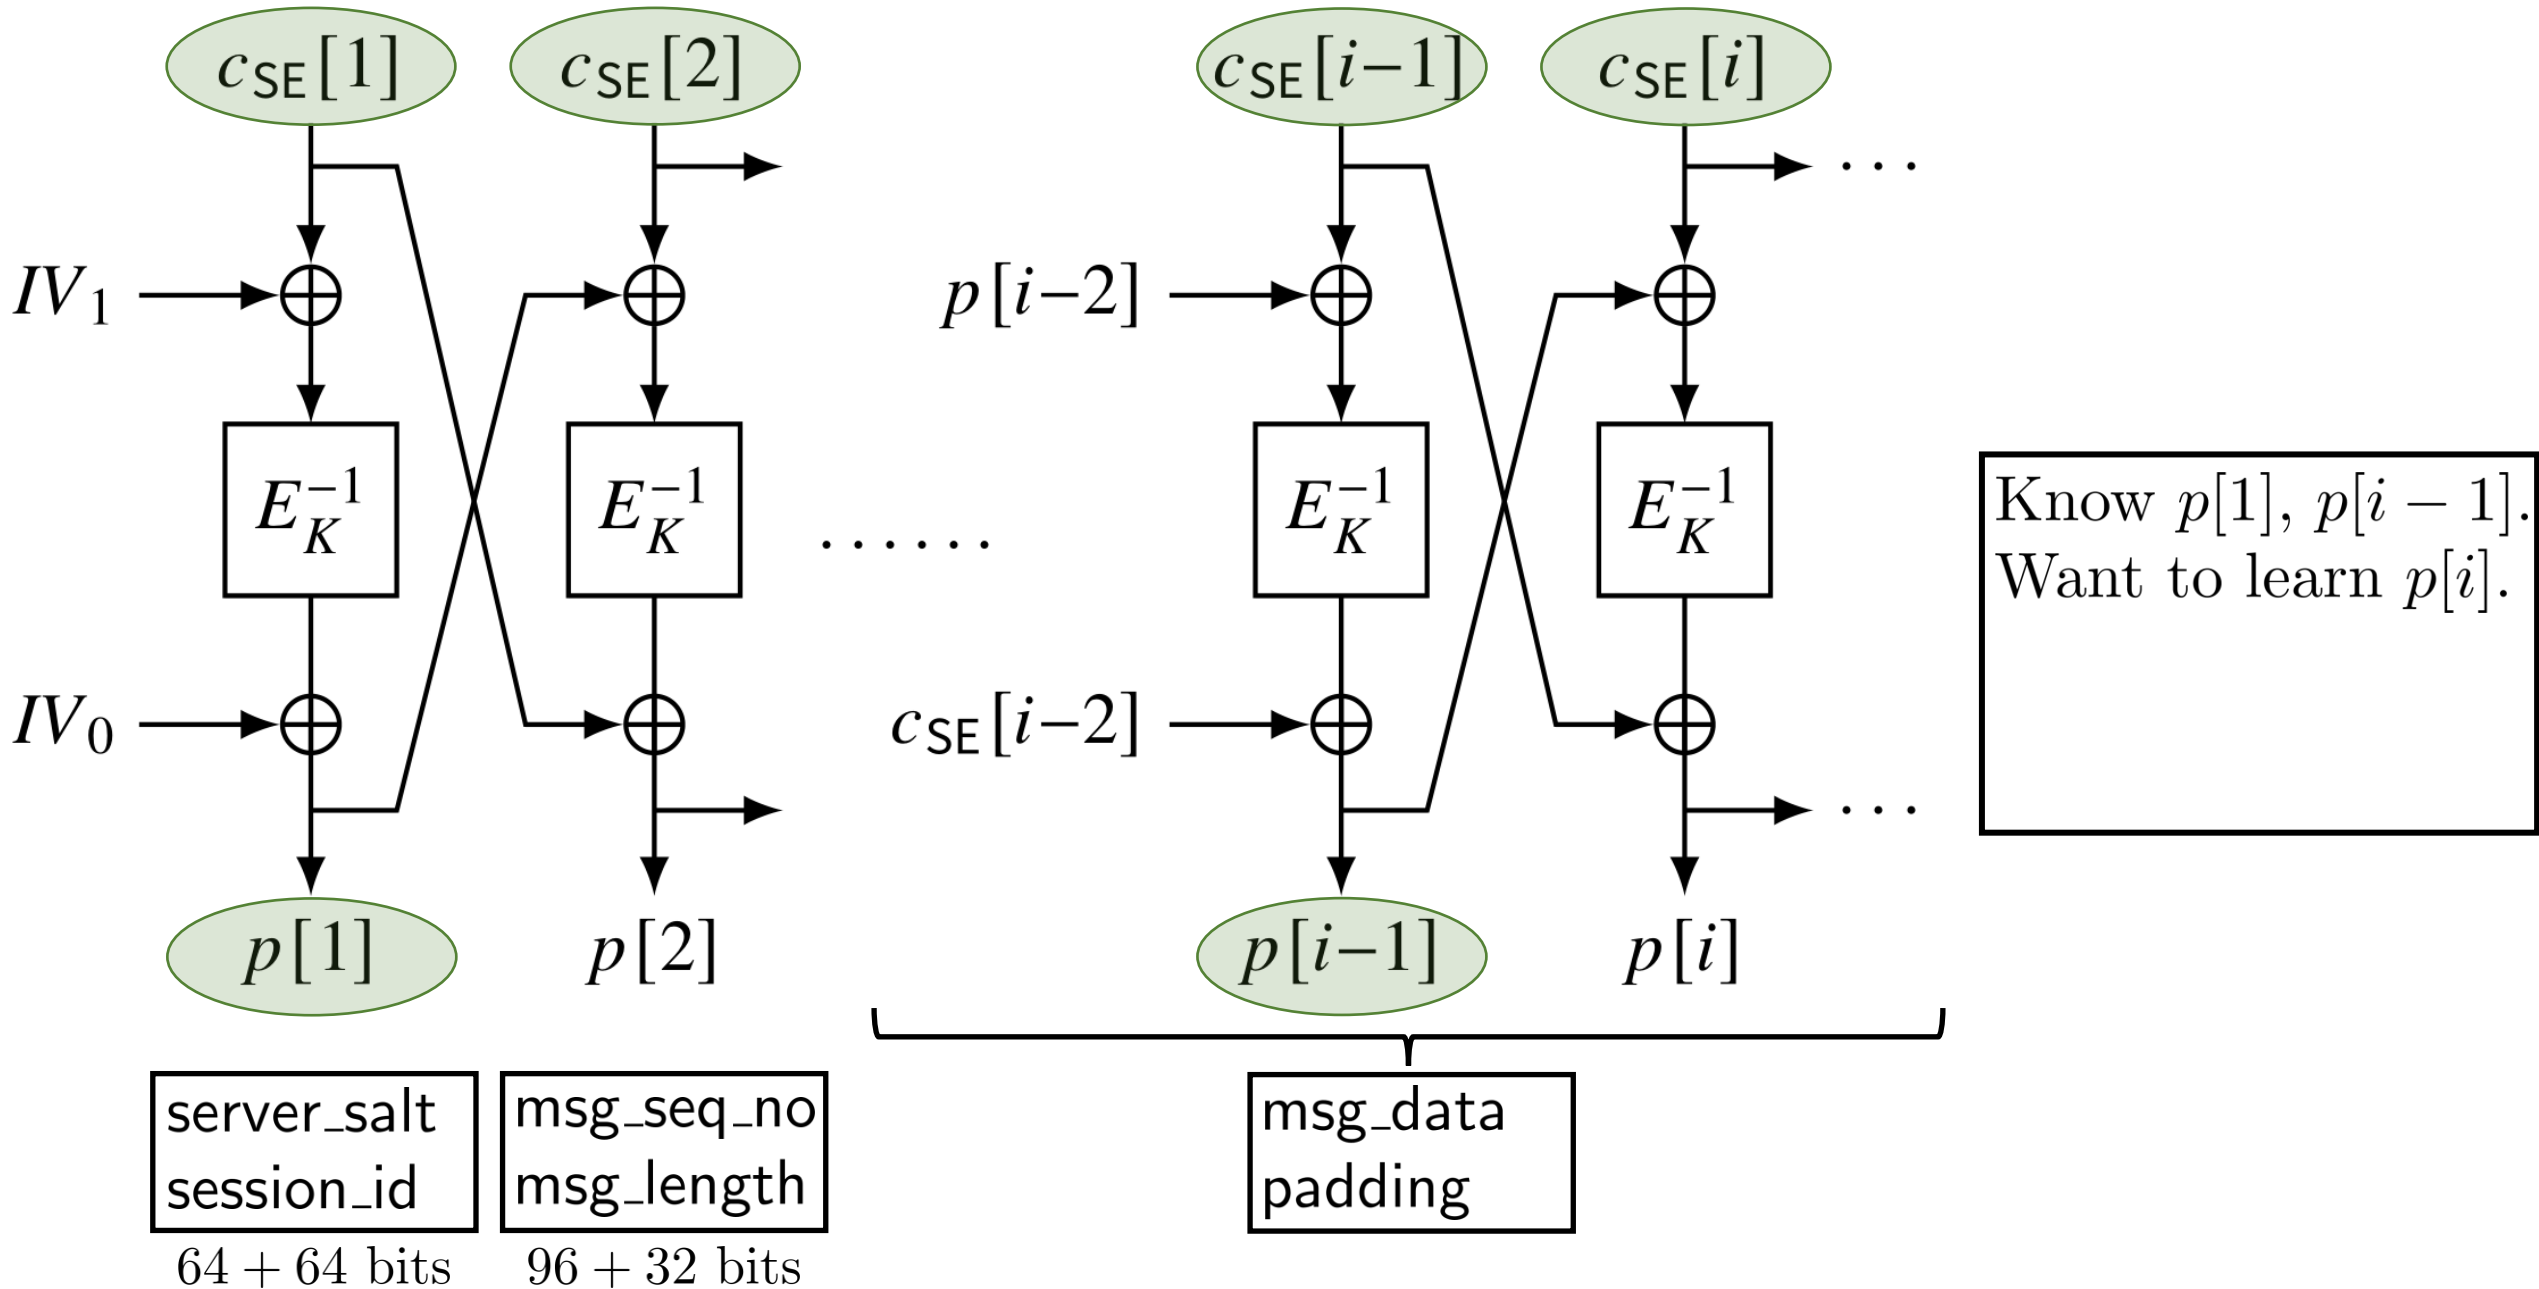 c_SE[1] c_SE[2] c_SE[i−1] c_SE[i]
· · ·
IV_1 ⊕ ⊕ p[i−2] ⊕ ⊕
E_K^{−1} E_K^{−1} · · · · · · E_K^{−1} E_K^{−1}
Know p[1], p[i − 1].
Want to learn p[i].
IV_0 ⊕ ⊕ c_SE[i−2] ⊕ ⊕
· · ·
p[1] p[2] p[i−1] p[i]
server_salt
session_id
64 + 64 bits
msg_seq_no
msg_length
96 + 32 bits
msg_data
padding